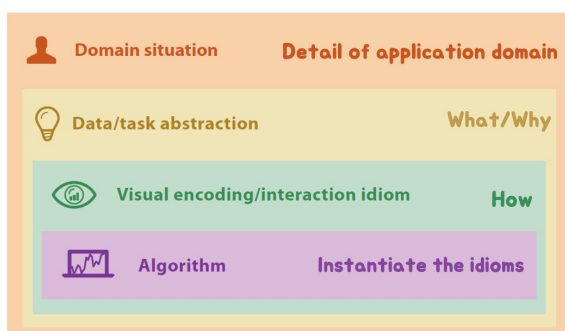 Domain situation Detail of application domain
Data/task abstraction What/Why
Visual encoding/interaction idiom How
Algorithm Instantiate the idioms